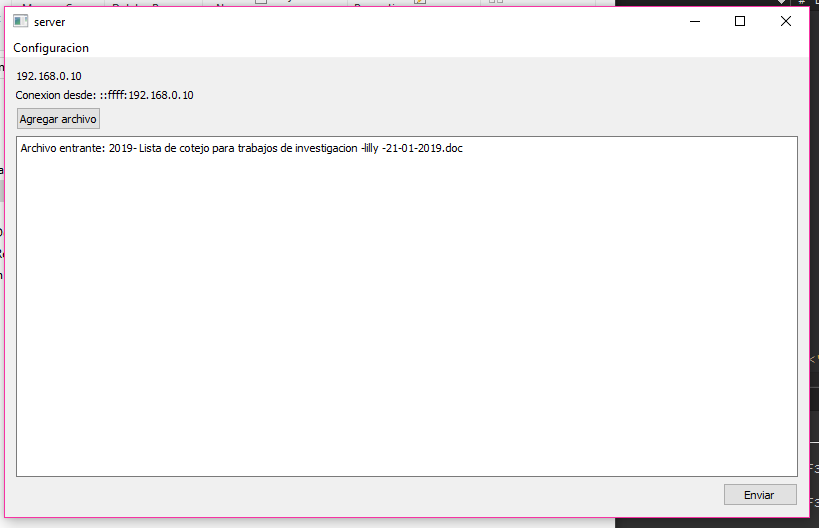 server
Configuracion
192.168.0.10
Conexion desde: ::ffff:192.168.0.10
Agregar archivo
Archivo entrante: 2019- Lista de cotejo para trabajos de investigacion -lilly -21-01-2019.doc
Enviar